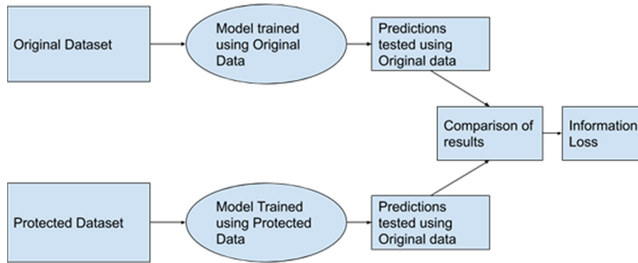 Original Dataset
Model trained
using Original
Data
Predictions
tested using
Original data
Comparison of
results
Information
Loss
Protected Dataset
Model Trained
using Protected
Data
Predictions
tested using
Original data